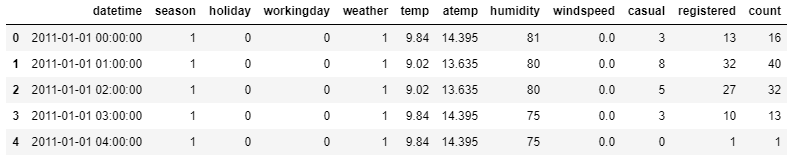 datetime season holiday workingday weather temp atemp humidity windspeed casual registered count
0 2011-01-01 00:00:00 1 0 0 1 9.84 14.395 81 0.0 3 13 16
1 2011-01-01 01:00:00 1 0 0 1 9.02 13.635 80 0.0 8 32 40
2 2011-01-01 02:00:00 1 0 0 1 9.02 13.635 80 0.0 5 27 32
3 2011-01-01 03:00:00 1 0 0 1 9.84 14.395 75 0.0 3 10 13
4 2011-01-01 04:00:00 1 0 0 1 9.84 14.395 75 0.0 0 1 1